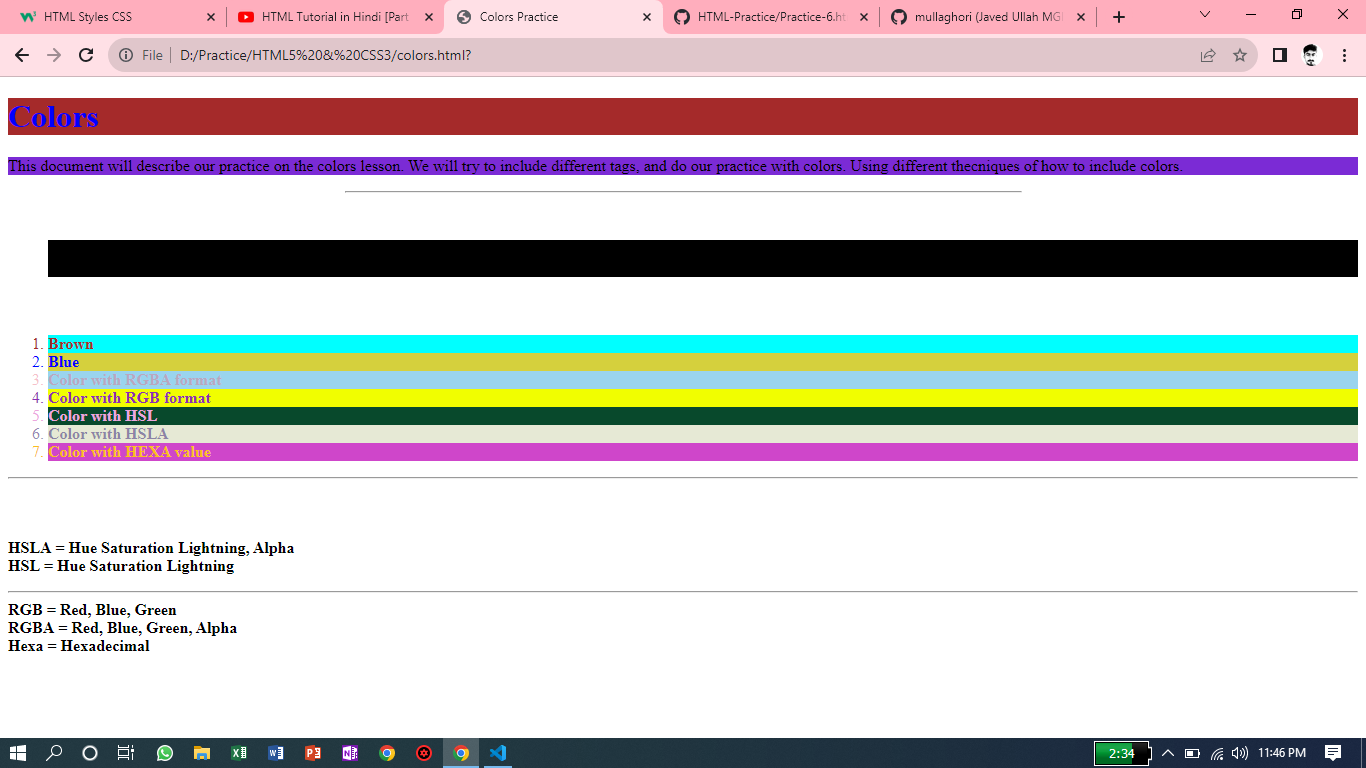 HTML Styles CSS
HTML Tutorial in Hindi [Part
Colors Practice
HTML-Practice/Practice-6.ht
mullaghori (Javed Ullah MGH
File
D:/Practice/HTML5%20&%20CSS3/colors.html?
Colors
This document will describe our practice on the colors lesson. We will try to include different tags, and do our practice with colors. Using different thecniques of how to include colors.
1. Brown
2. Blue
3. Color with RGBA format
4. Color with RGB format
5. Color with HSL
6. Color with HSLA
7. Color with HEXA value
HSLA = Hue Saturation Lightning, Alpha
HSL = Hue Saturation Lightning
RGB = Red, Blue, Green
RGBA = Red, Blue, Green, Alpha
Hexa = Hexadecimal
2:34
11:46 PM